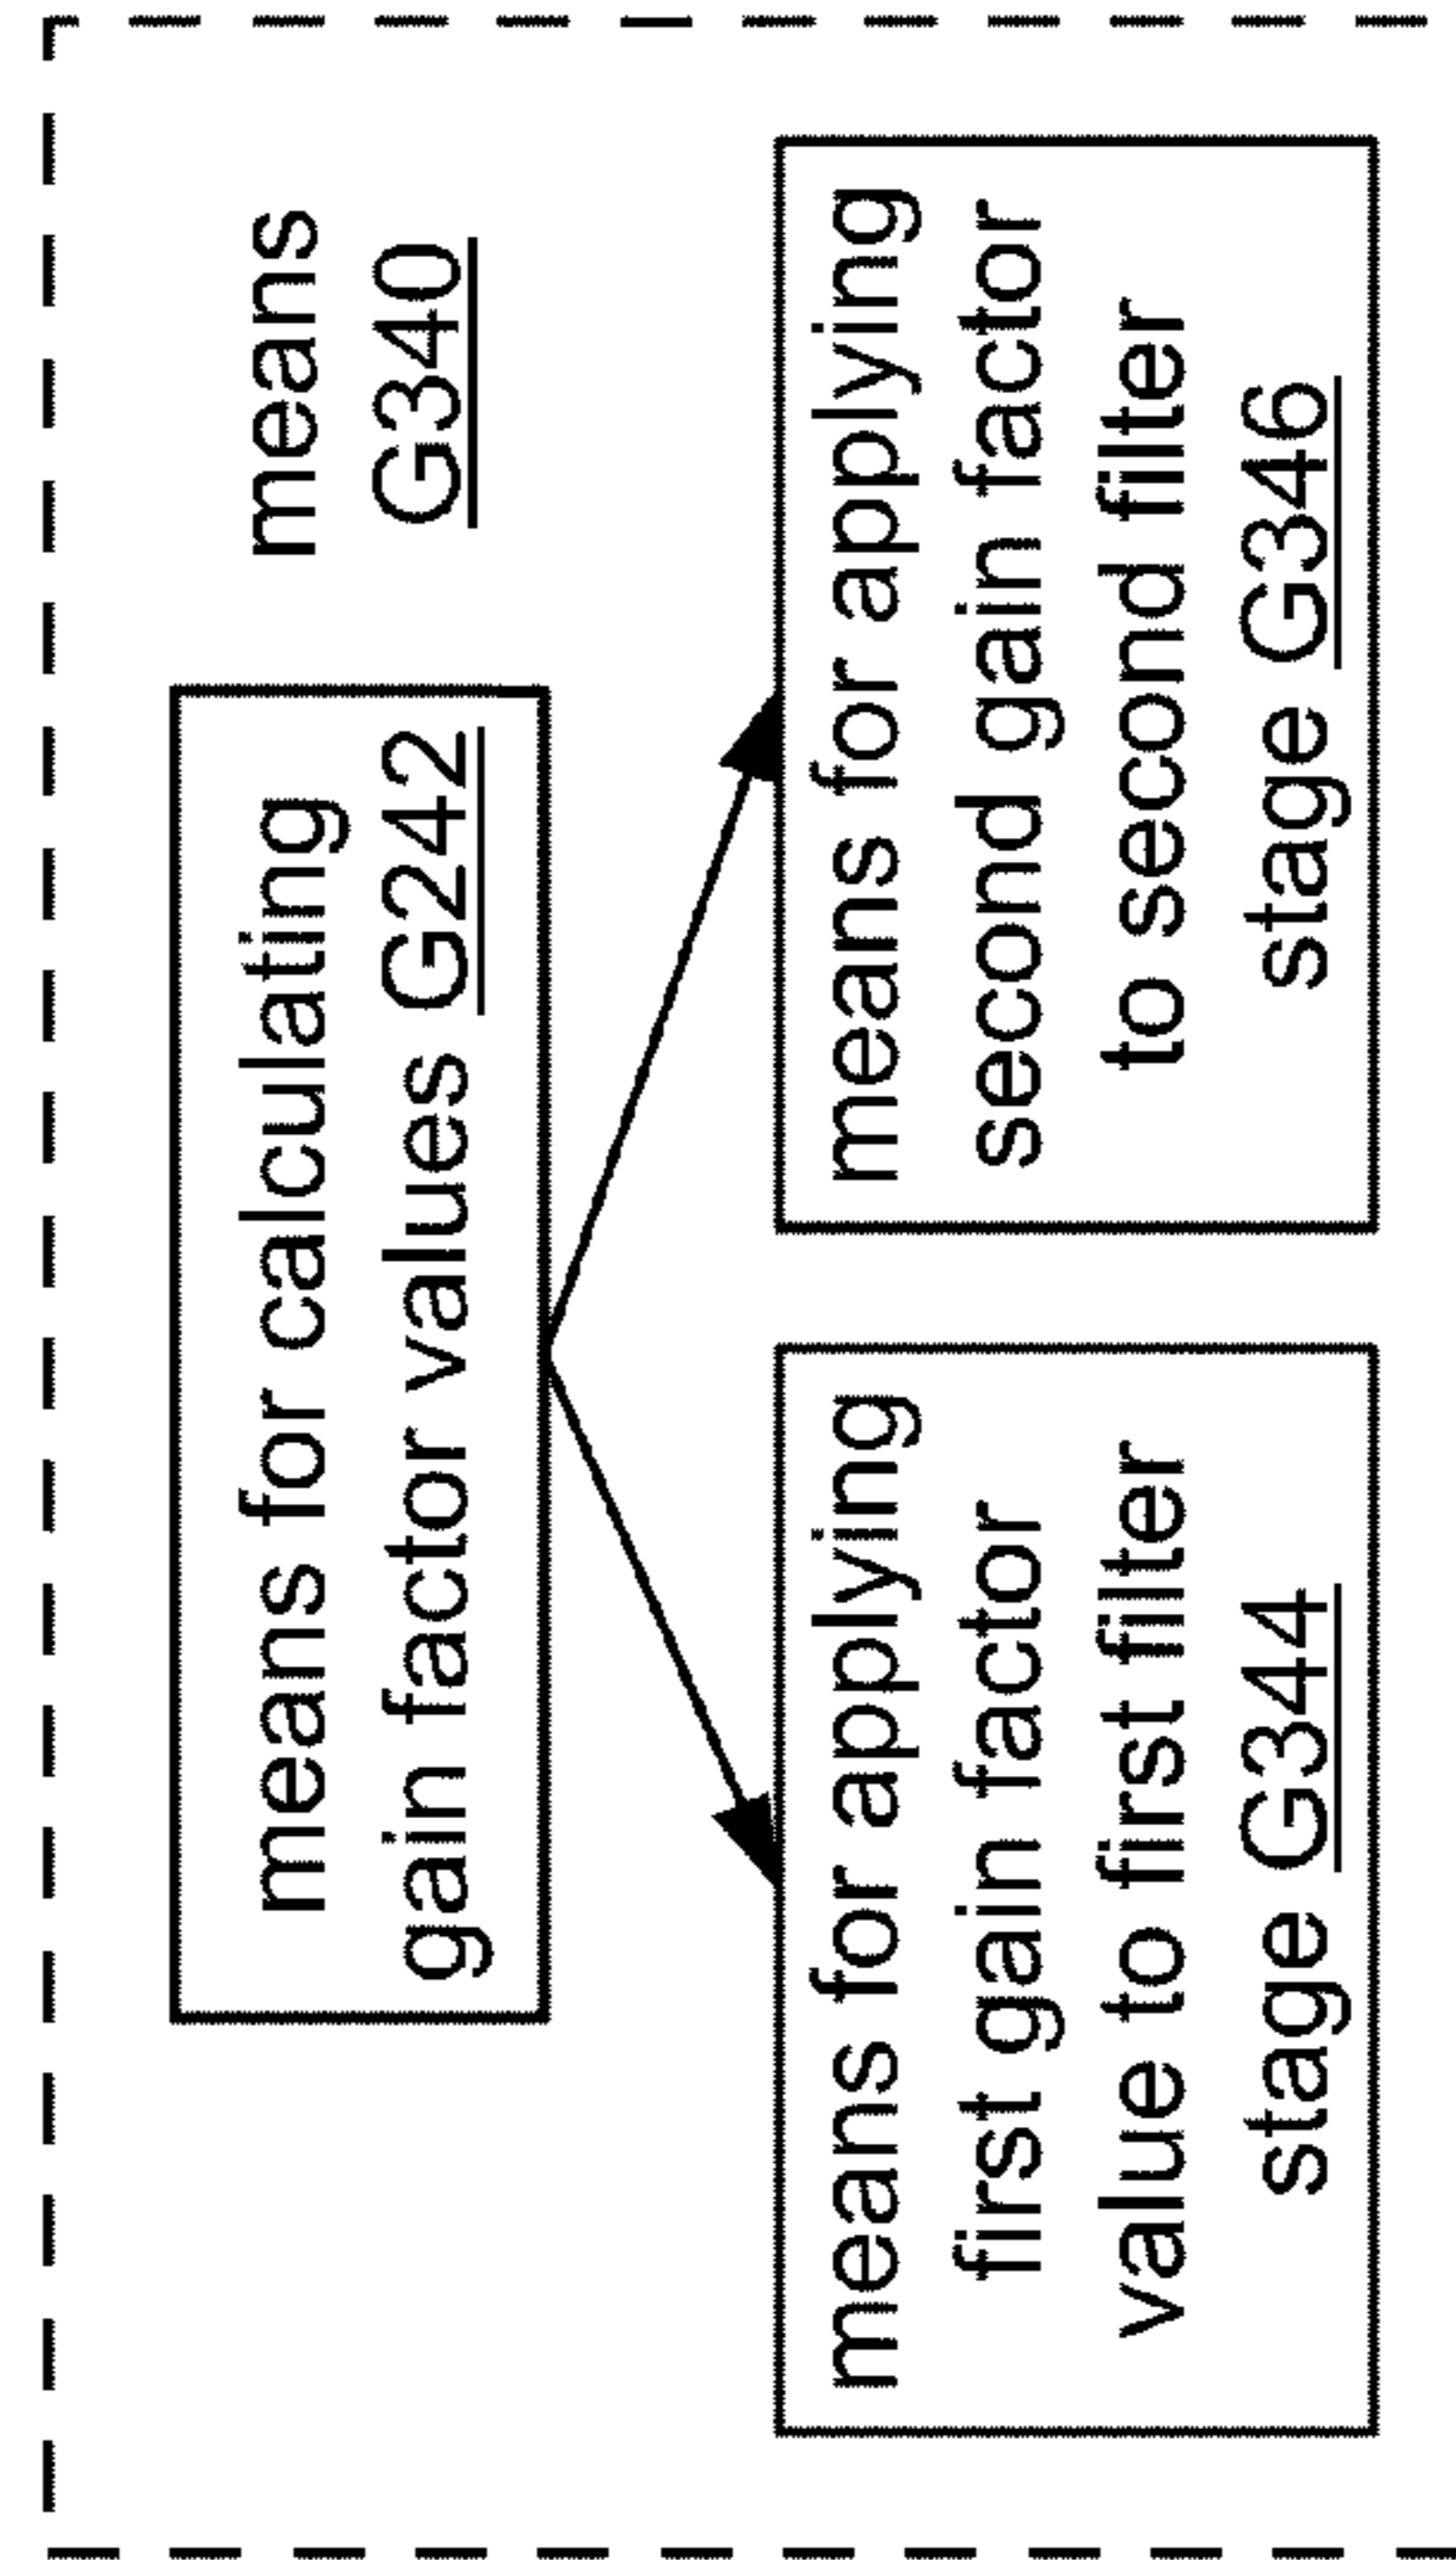 means for calculating
gain factor values G242
means
G340
means for applying
first gain factor
value to first filter
stage G344
means for applying
second gain factor
to second filter
stage G346